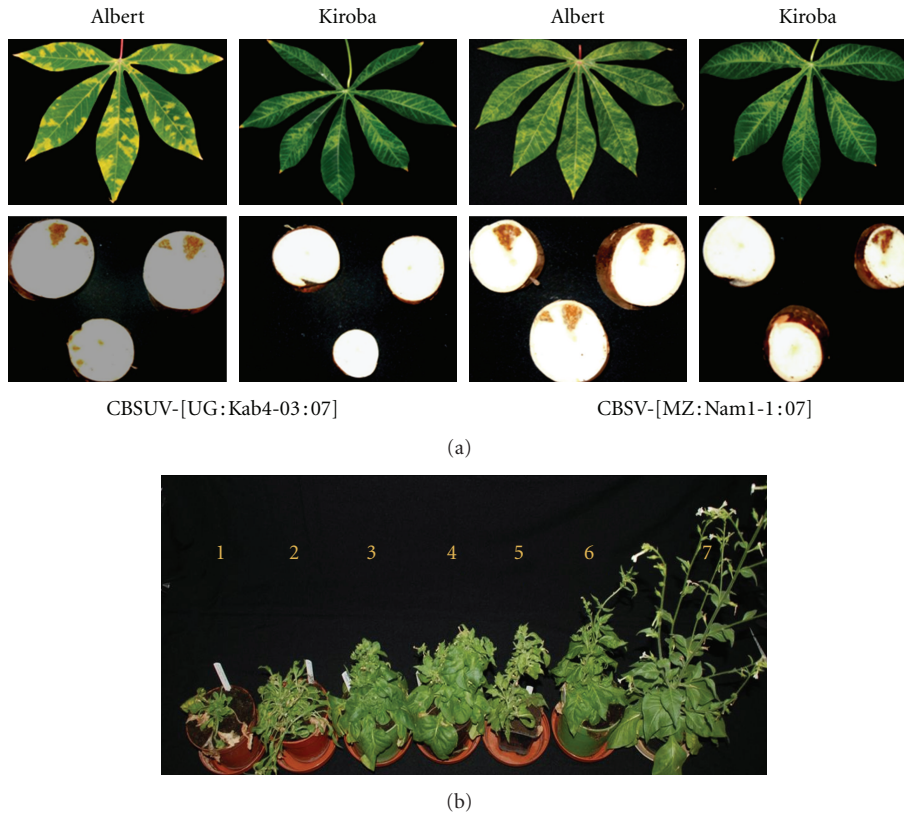 Albert Kiroba Albert Kiroba
CBSUV-[UG:Kab4-03:07] CBSV-[MZ:Nam1-1:07]
(a)
1 2 3 4 5 6 7
(b)